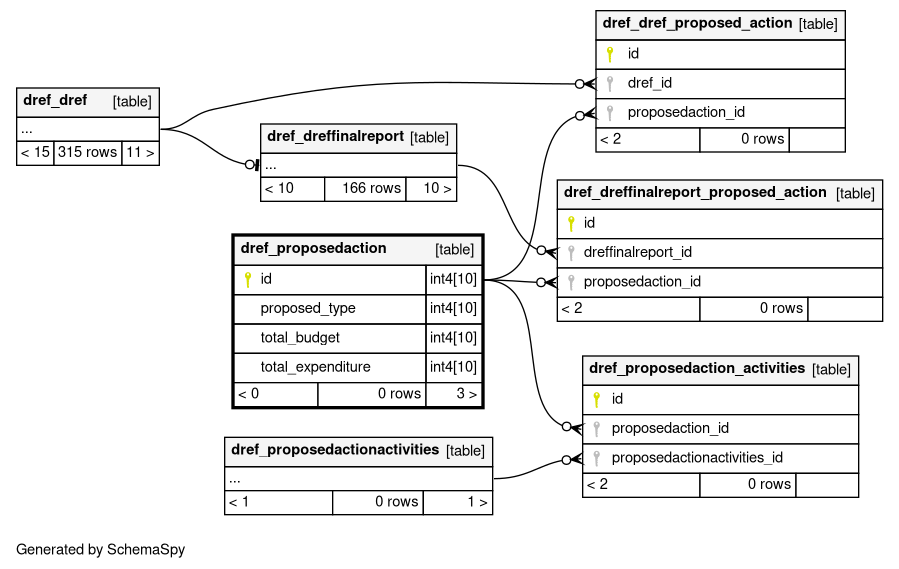 dref_dref [table]
...
< 15 315 rows 11 >
dref_dreffinalreport [table]
...
< 10 166 rows 10 >
dref_proposedaction [table]
id int4[10]
proposed_type int4[10]
total_budget int4[10]
total_expenditure int4[10]
< 0 0 rows 3 >
dref_proposedactionactivities [table]
...
< 1 0 rows 1 >
dref_dref_proposed_action [table]
id
dref_id
proposedaction_id
< 2 0 rows
dref_dreffinalreport_proposed_action [table]
id
dreffinalreport_id
proposedaction_id
< 2 0 rows
dref_proposedaction_activities [table]
id
proposedaction_id
proposedactionactivities_id
< 2 0 rows
Generated by SchemaSpy